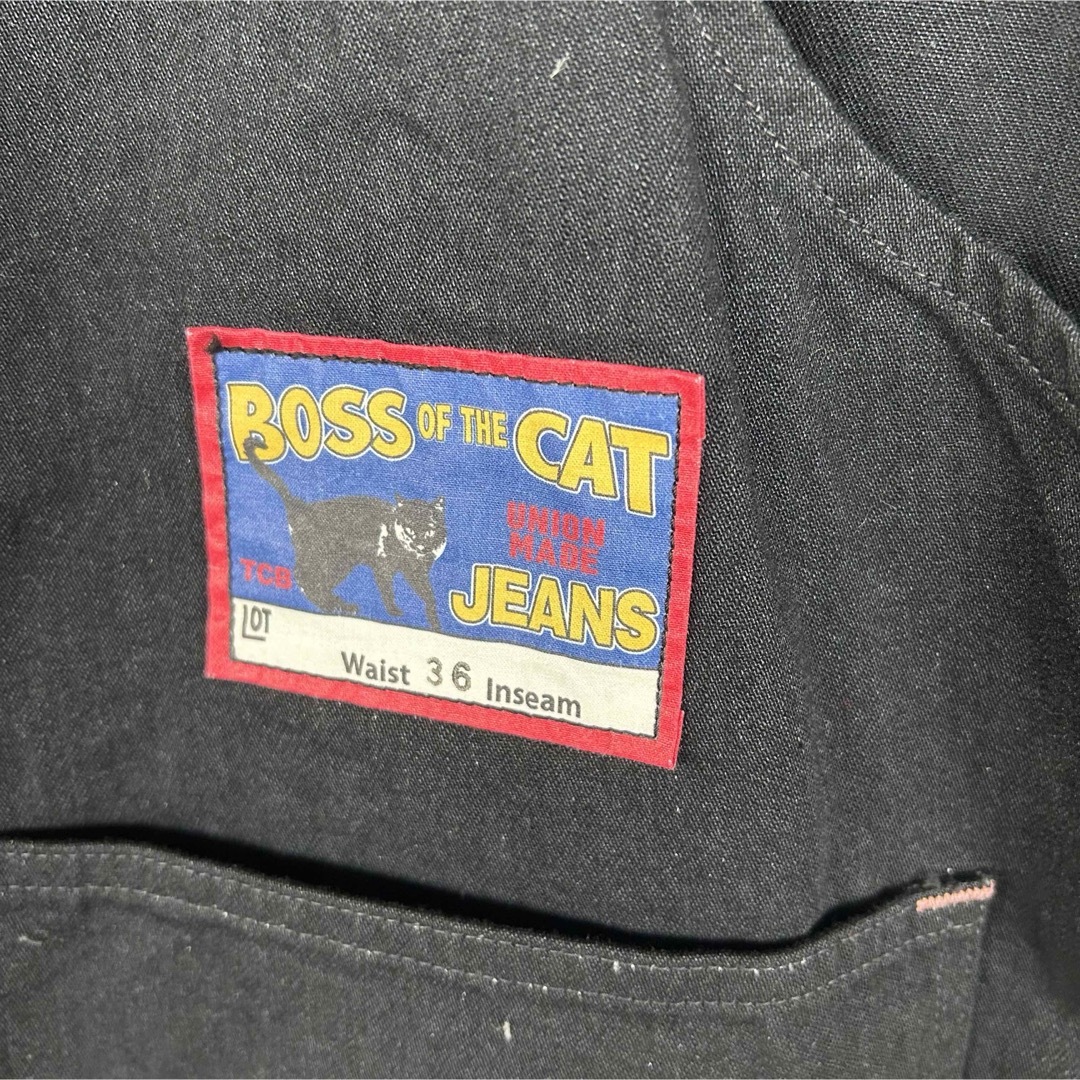 BOSS OF THE CAT
UNION
MADE
TCB
JEANS
LOT
Waist 36 Inseam